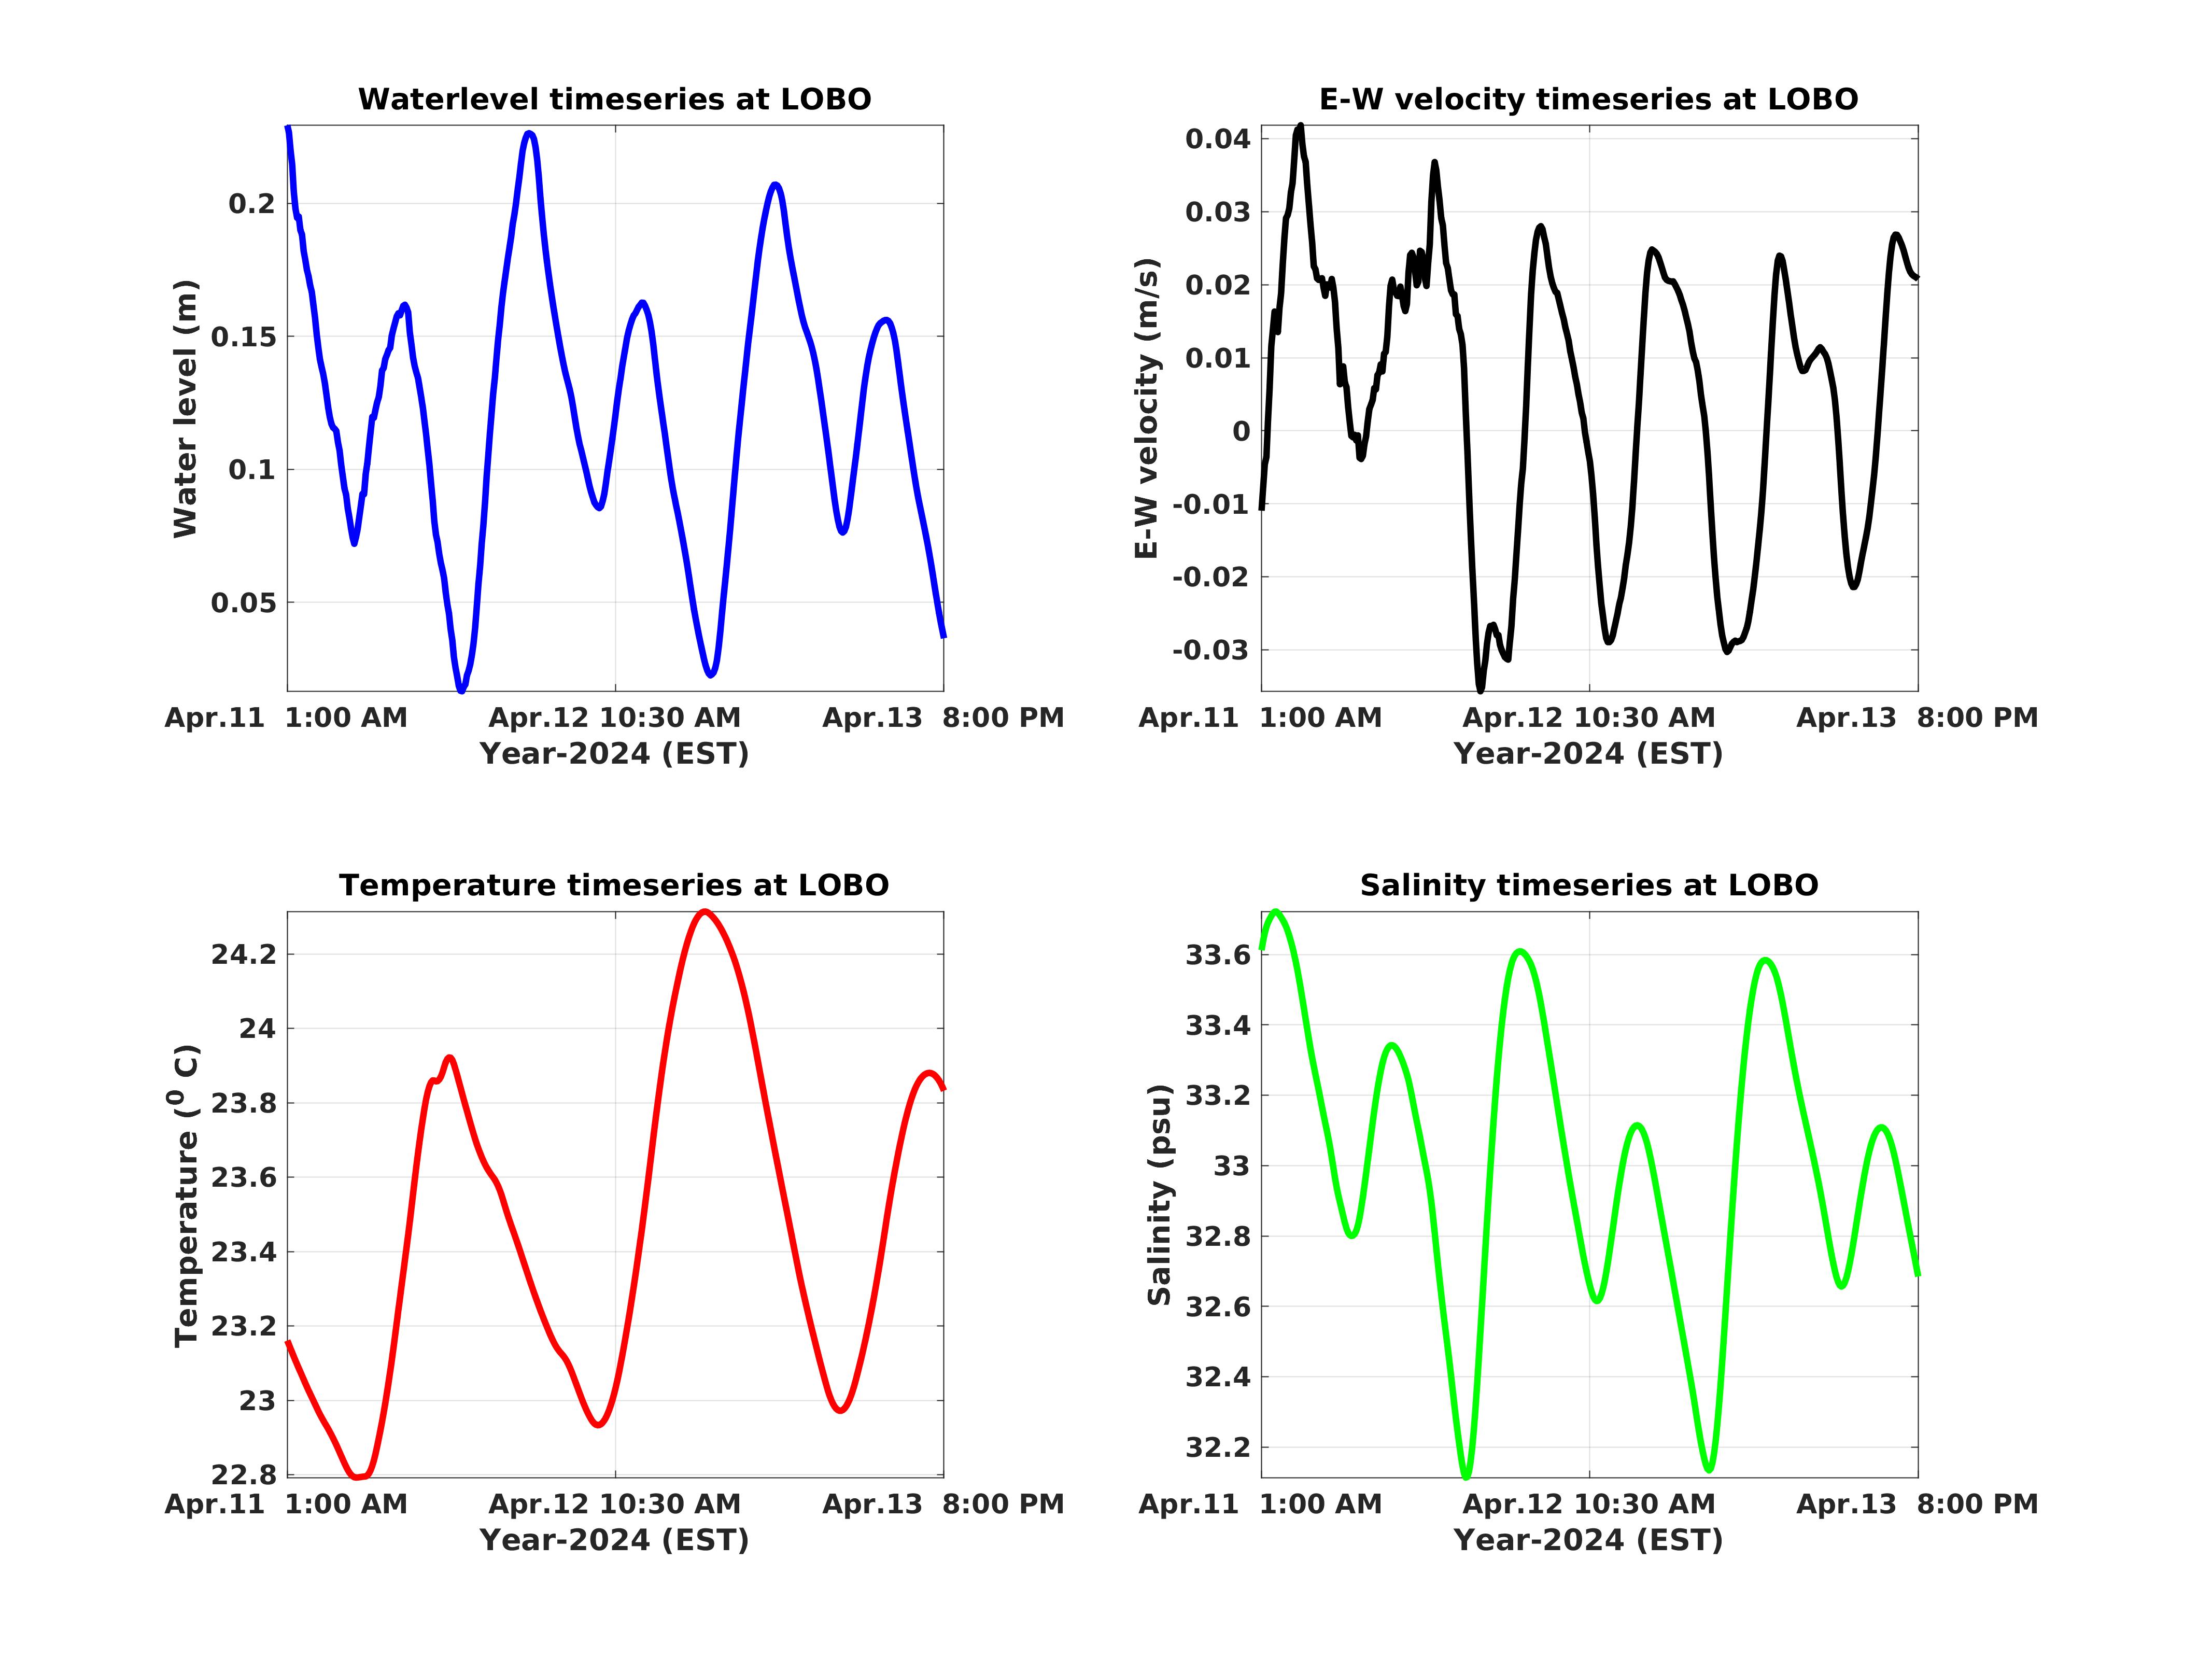 Waterlevel timeseries at LOBO
0.2
0.15
0.1
0.05
Water level (m)
Apr.11 1:00 AM Apr.12 10:30 AM Apr.13 8:00 PM
Year-2024 (EST)
E-W velocity timeseries at LOBO
0.04
0.03
0.02
0.01
0
-0.01
-0.02
-0.03
E-W velocity (m/s)
Apr.11 1:00 AM Apr.12 10:30 AM Apr.13 8:00 PM
Year-2024 (EST)
Temperature timeseries at LOBO
24.2
24
23.8
23.6
23.4
23.2
23
22.8
Temperature (⁰ C)
Apr.11 1:00 AM Apr.12 10:30 AM Apr.13 8:00 PM
Year-2024 (EST)
Salinity timeseries at LOBO
33.6
33.4
33.2
33
32.8
32.6
32.4
32.2
Salinity (psu)
Apr.11 1:00 AM Apr.12 10:30 AM Apr.13 8:00 PM
Year-2024 (EST)